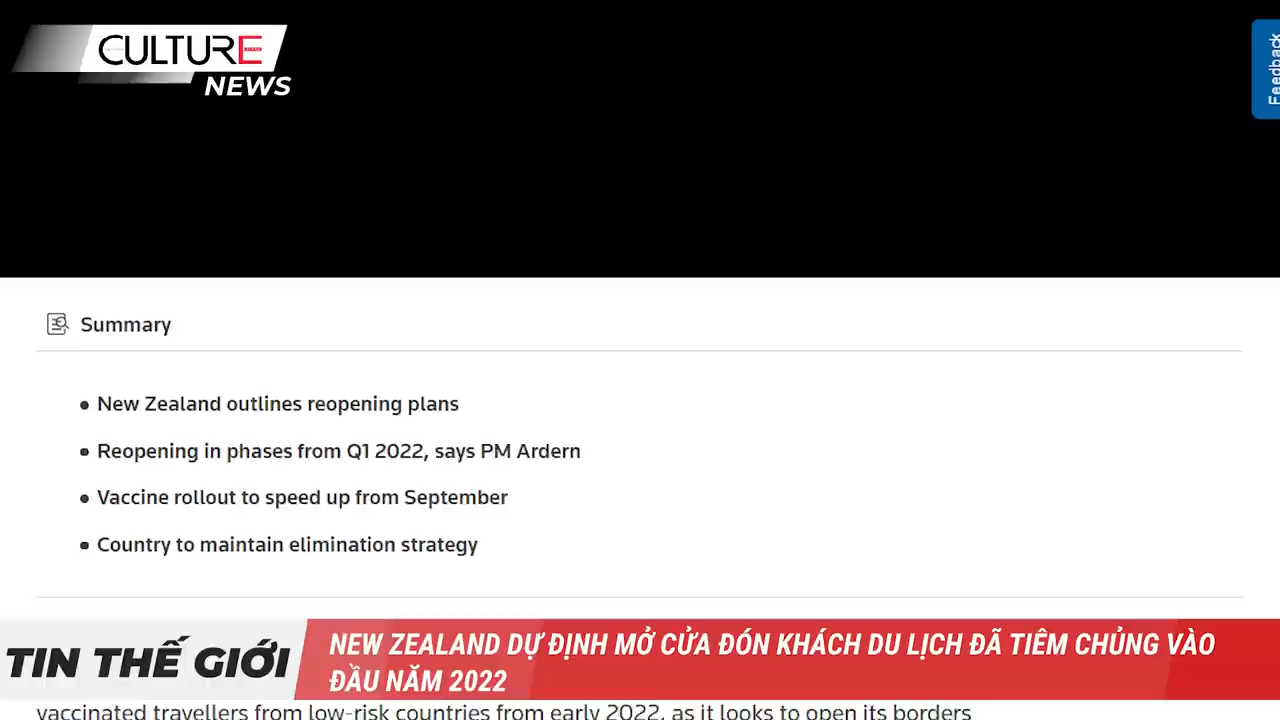 CULTURE
NEWS
Feedback
Summary
New Zealand outlines reopening plans
Reopening in phases from Q1 2022, says PM Ardern
Vaccine rollout to speed up from September
Country to maintain elimination strategy
TIN THẾ GIỚI
NEW ZEALAND DỰ ĐỊNH MỞ CỬA ĐÓN KHÁCH DU LỊCH ĐÃ TIÊM CHỦNG VÀO
ĐẦU NĂM 2022
vaccinated travellers from low-risk countries from early 2022, as it looks to open its borders